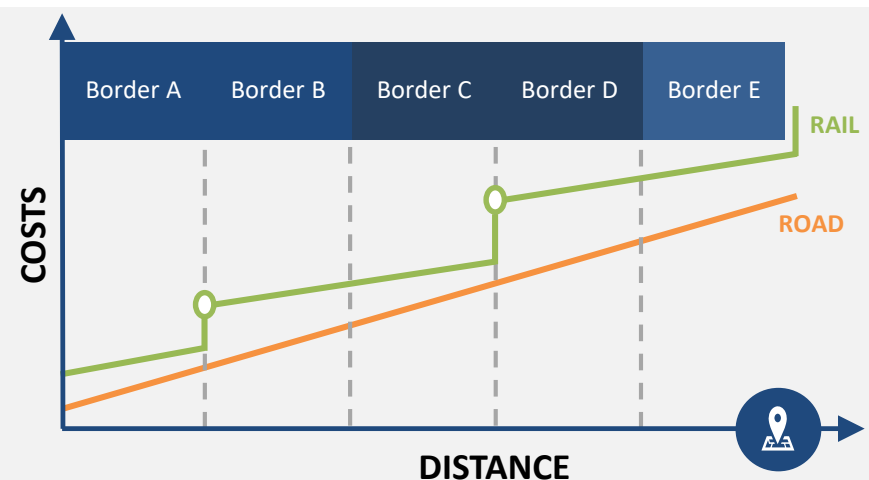 Border A
Border B
Border C
Border D
Border E
RAIL
ROAD
COSTS
DISTANCE